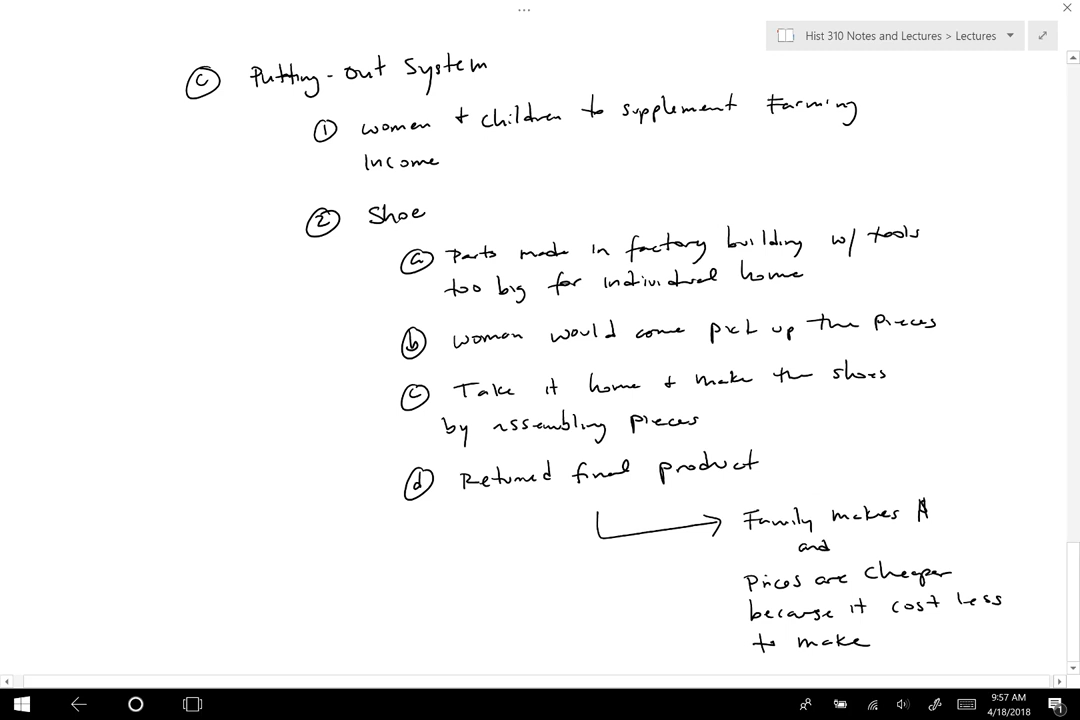 Hist 310 Notes and Lectures > Lectures
C Putting-out System
1 women + children to supplement Farming
Income
2 Shoe
a Parts made in factory building w/ tools
too big for individual home
b woman would come pick up the pieces
c Take it home + make the shoes
by assembling pieces
d Returned final product
Family makes $
and
Prices are cheaper
because it cost less
to make
9:57 AM
4/18/2018
1